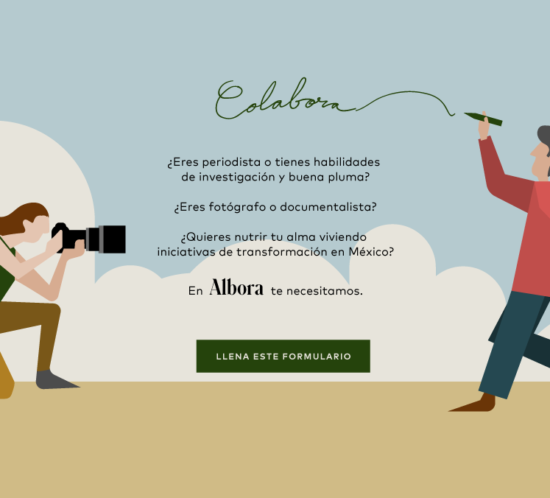 Colabora
¿Eres periodista o tienes habilidades
de investigación y buena pluma?
¿Eres fotógrafo o documentalista?
¿Quieres nutrir tu alma viviendo
iniciativas de transformación en México?
En Albora te necesitamos.
LLENA ESTE FORMULARIO